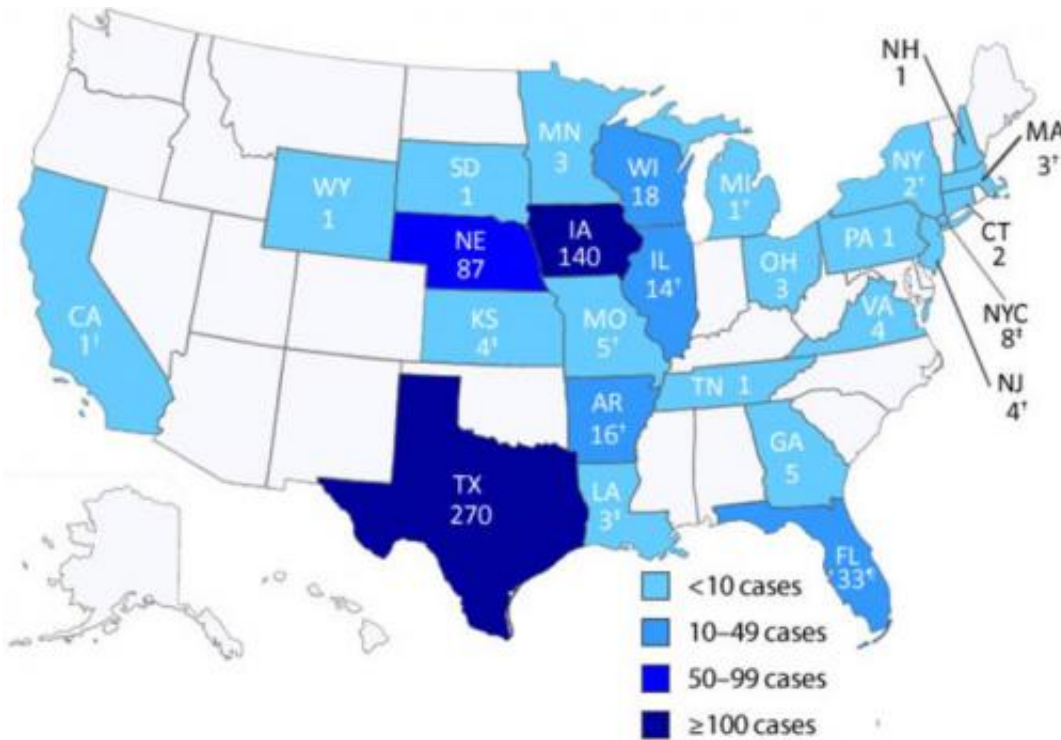 NH
1
MA
3†
MN
3
SD
1
WI
18
NY
2†
WY
1
MI
1†
CT
2
NE
87
IA
140
PA 1
IL
14†
OH
3
NYC
8‡
CA
1†
KS
4‡
MO
5†
VA
4
NJ
4†
TN 1
AR
16†
GA
5
TX
270
LA
3‡
FL
33¶
<10 cases
10–49 cases
50–99 cases
≥100 cases